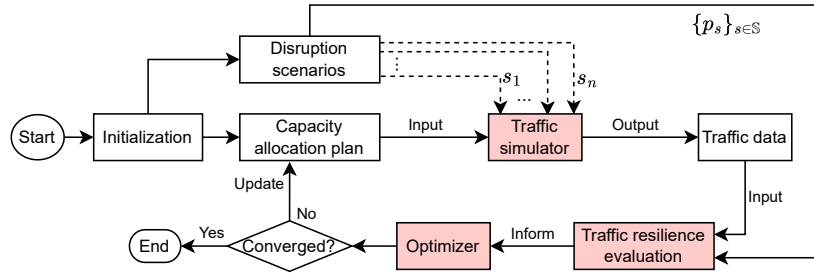 {p_s}_{s∈𝕊}
Disruption
scenarios
⋮
s_1
...
s_n
Start
Initialization
Capacity
allocation plan
Input
Traffic
simulator
Output
Traffic data
Update
Input
No
End
Yes
Converged?
Optimizer
Inform
Traffic resilience
evaluation